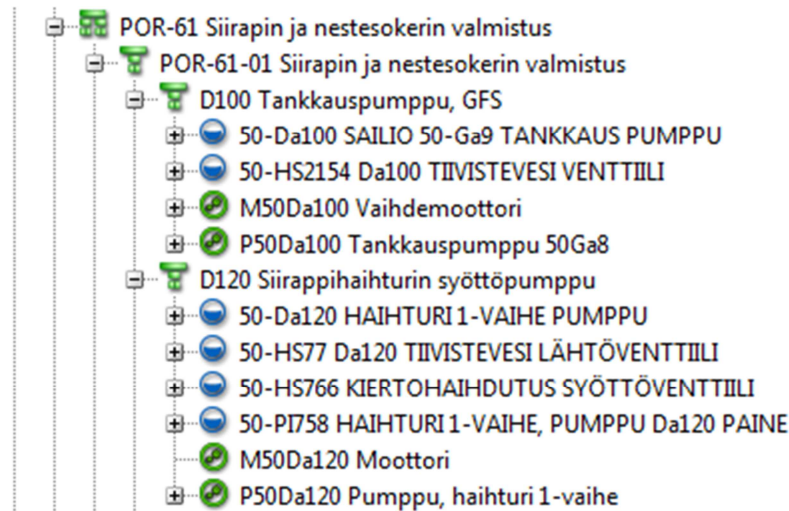 POR-61 Siirapin ja nestesokerin valmistus
POR-61-01 Siirapin ja nestesokerin valmistus
D100 Tankkauspumppu, GFS
50-Da100 SAILIO 50-Ga9 TANKKAUS PUMPPU
50-HS2154 Da100 TIIVISTEVESI VENTTIILI
M50Da100 Vaihdemoottori
P50Da100 Tankkauspumppu 50Ga8
D120 Siirappihaihturin syöttöpumppu
50-Da120 HAIHTURI 1-VAIHE PUMPPU
50-HS77 Da120 TIIVISTEVESI LÄHTÖVENTTIILI
50-HS766 KIERTOHAIHDUTUS SYÖTTÖVENTTIILI
50-PI758 HAIHTURI 1-VAIHE, PUMPPU Da120 PAINE
M50Da120 Moottori
P50Da120 Pumppu, haihturi 1-vaihe